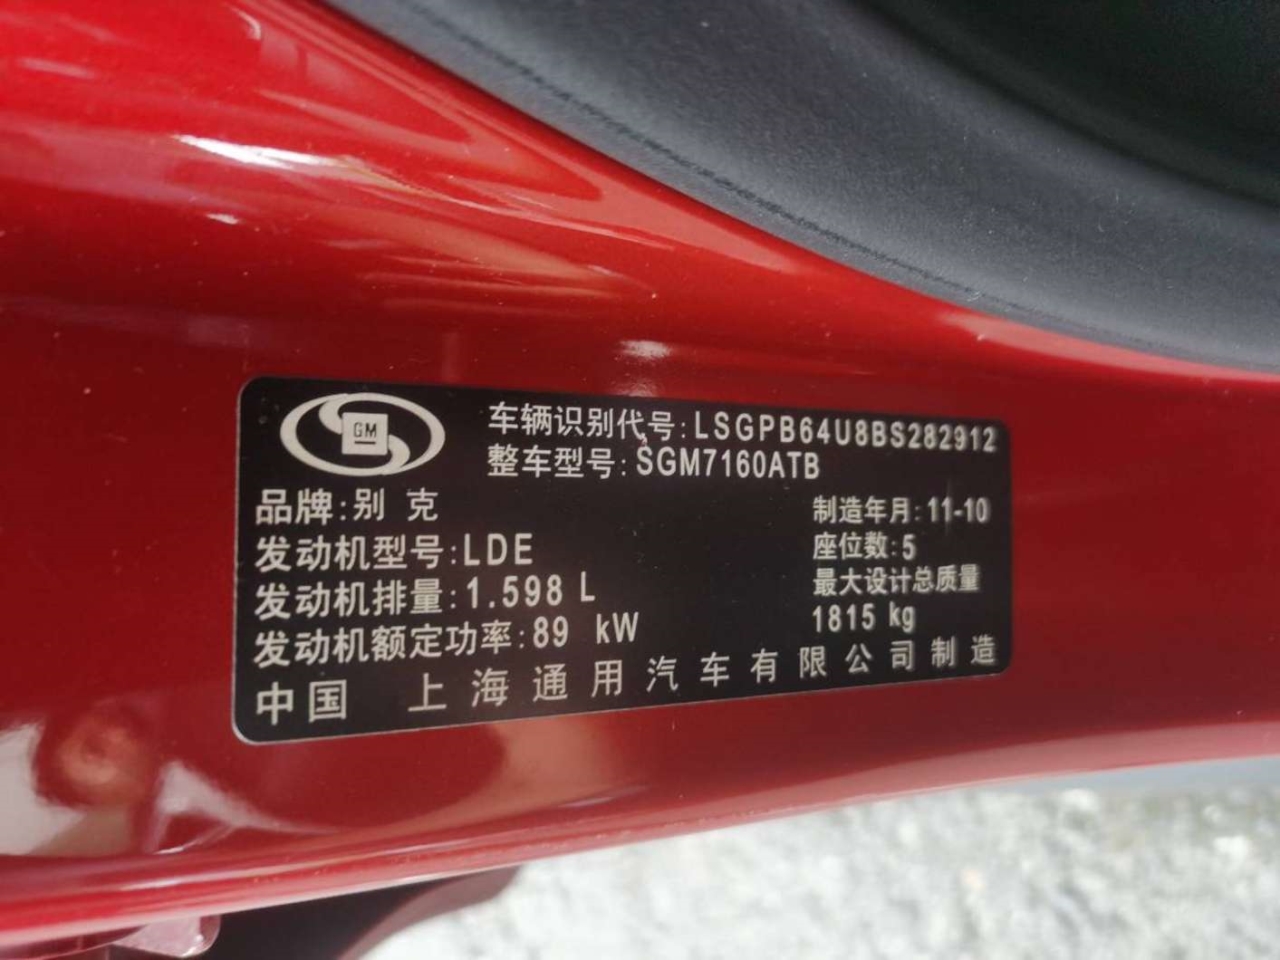 GM
车辆识别代号:LSGPB64U8BS282912
整车型号:SGM7160ATB
品牌:别 克
制造年月:11-10
发动机型号:LDE
座位数:5
发动机排量:1.598 L
最大设计总质量
1815 kg
发动机额定功率:89 kW
中国 上海通用汽车有限公司制造